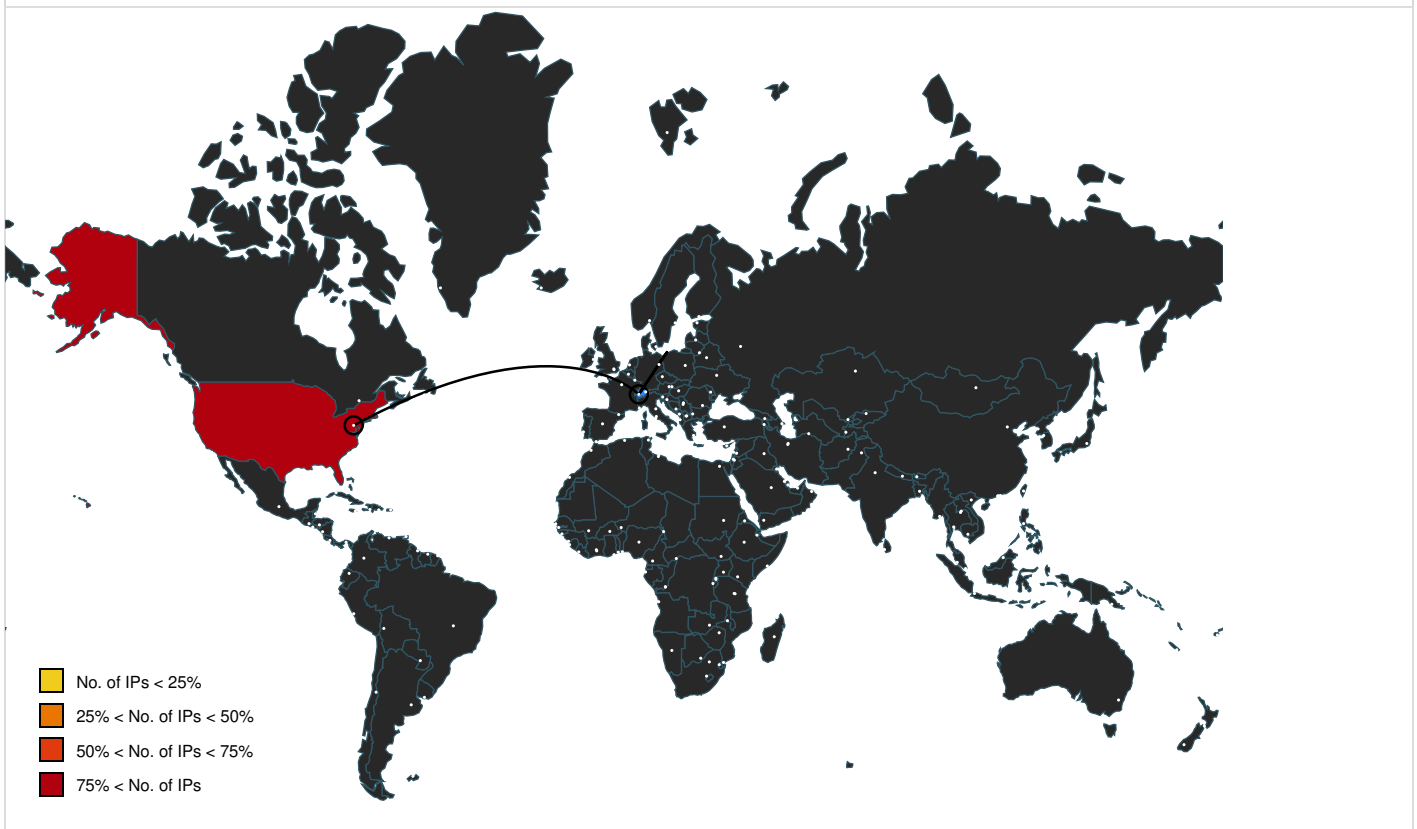 No. of IPs < 25%
25% < No. of IPs < 50%
50% < No. of IPs < 75%
75% < No. of IPs